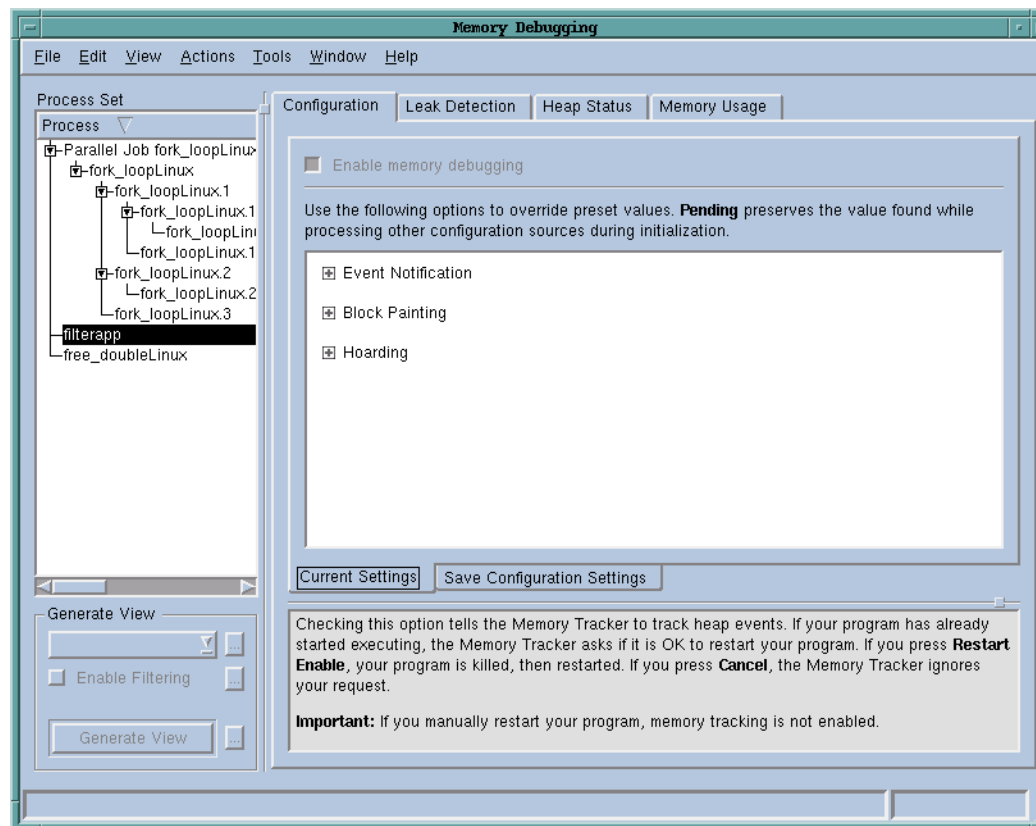 Memory Debugging
File Edit View Actions Tools Window Help
Process Set
Process
Parallel Job fork_loopLinux
fork_loopLinux
fork_loopLinux.1
fork_loopLinux.1
fork_loopLin
fork_loopLinux.1
fork_loopLinux.2
fork_loopLinux.2
fork_loopLinux.3
filterapp
free_doubleLinux
Generate View
...
Enable Filtering ...
Generate View ...
Configuration Leak Detection Heap Status Memory Usage
Enable memory debugging
Use the following options to override preset values. Pending preserves the value found while
processing other configuration sources during initialization.
Event Notification
Block Painting
Hoarding
Current Settings Save Configuration Settings
Checking this option tells the Memory Tracker to track heap events. If your program has already
started executing, the Memory Tracker asks if it is OK to restart your program. If you press Restart
Enable, your program is killed, then restarted. If you press Cancel, the Memory Tracker ignores
your request.
Important: If you manually restart your program, memory tracking is not enabled.